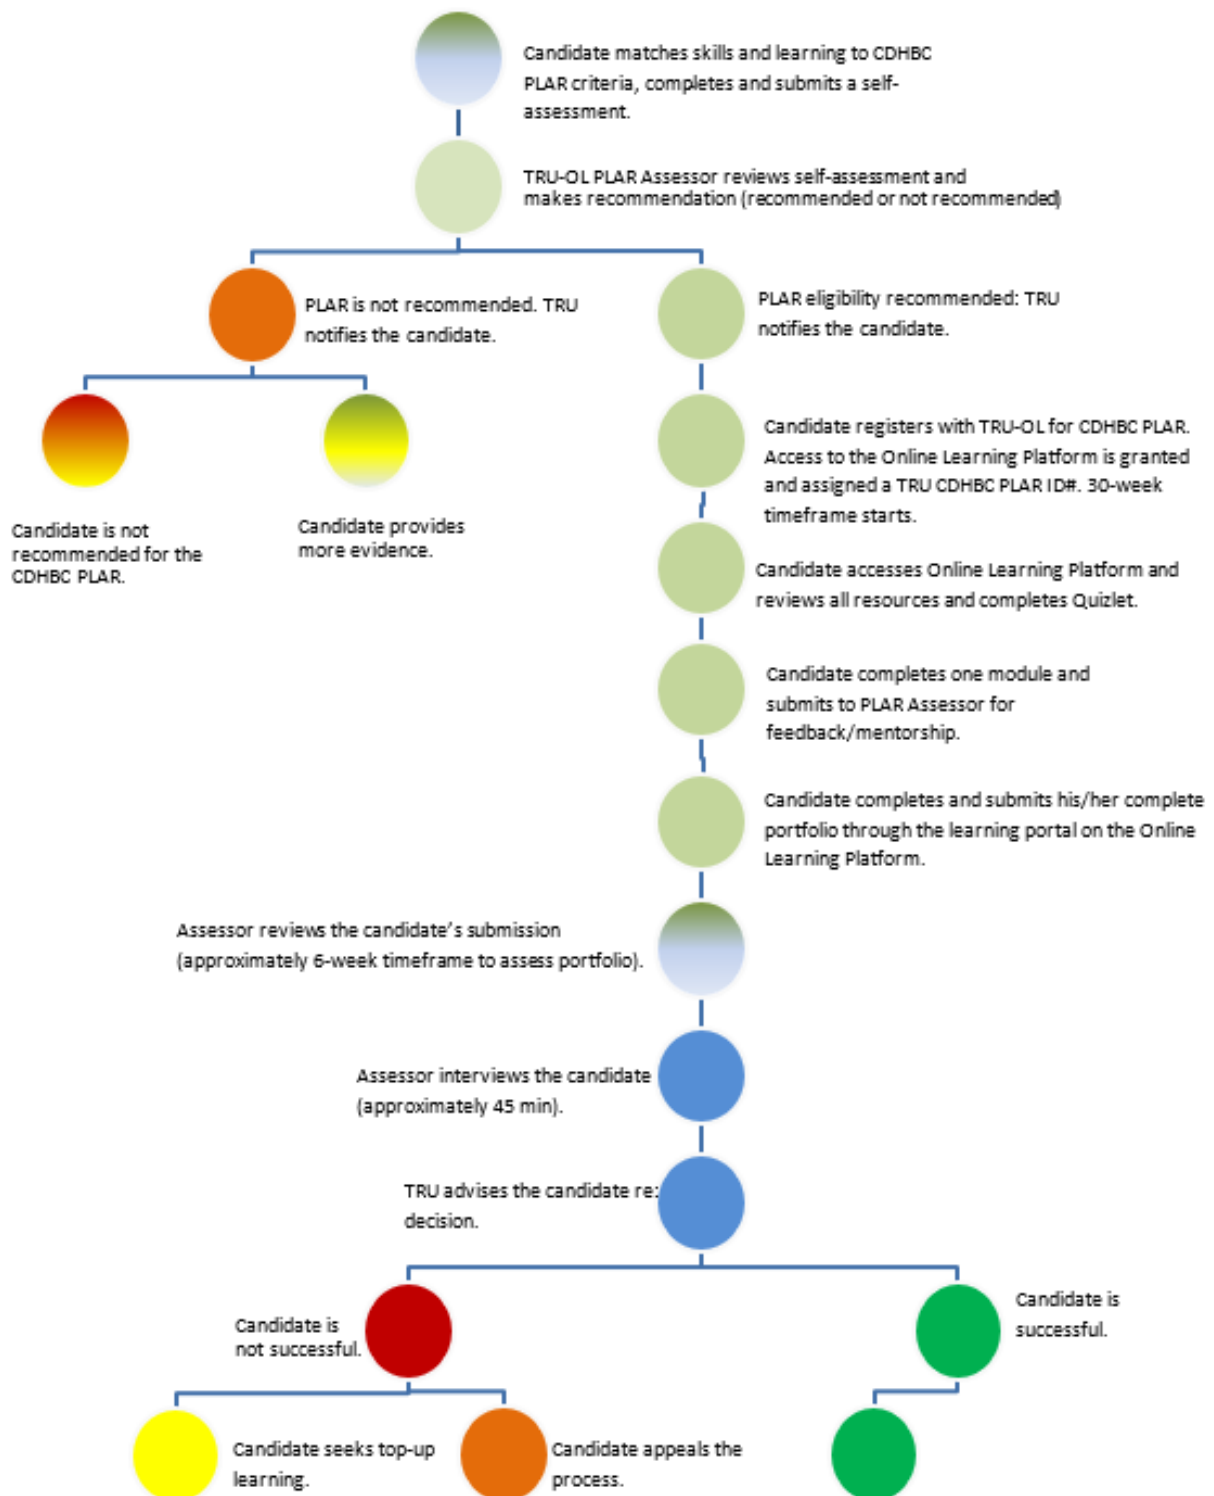 Candidate matches skills and learning to CDHBC
PLAR criteria, completes and submits a self-
assessment.
TRU-OL PLAR Assessor reviews self-assessment and
makes recommendation (recommended or not recommended)
PLAR is not recommended. TRU
notifies the candidate.
PLAR eligibility recommended: TRU
notifies the candidate.
Candidate is not
recommended for the
CDHBC PLAR.
Candidate provides
more evidence.
Candidate registers with TRU-OL for CDHBC PLAR.
Access to the Online Learning Platform is granted
and assigned a TRU CDHBC PLAR ID#. 30-week
timeframe starts.
Candidate accesses Online Learning Platform and
reviews all resources and completes Quizlet.
Candidate completes one module and
submits to PLAR Assessor for
feedback/mentorship.
Candidate completes and submits his/her complete
portfolio through the learning portal on the Online
Learning Platform.
Assessor reviews the candidate's submission
(approximately 6-week timeframe to assess portfolio).
Assessor interviews the candidate
(approximately 45 min).
TRU advises the candidate re:
decision.
Candidate is
not successful.
Candidate is
successful.
Candidate seeks top-up
learning.
Candidate appeals the
process.